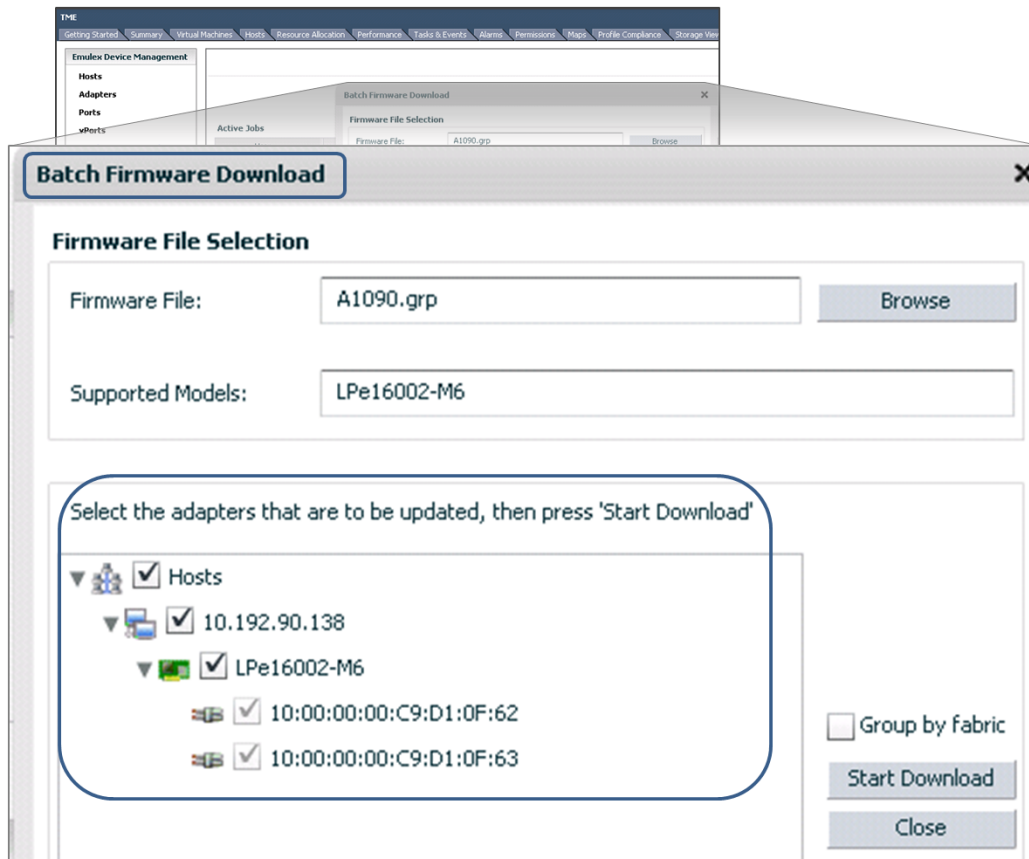 TME
Getting Started Summary Virtual Machines Hosts Resource Allocation Performance Tasks & Events Alarms Permissions Maps Profile Compliance Storage View
Emulex Device Management
Hosts
Adapters
Ports
vPorts
Active Jobs
Batch Firmware Download X
Firmware File Selection
Firmware File: A1090.grp Browse
Batch Firmware Download X
Firmware File Selection
Firmware File: A1090.grp Browse
Supported Models: LPe16002-M6
Select the adapters that are to be updated, then press 'Start Download'
Hosts
10.192.90.138
LPe16002-M6
10:00:00:00:C9:D1:0F:62
10:00:00:00:C9:D1:0F:63
Group by fabric
Start Download
Close